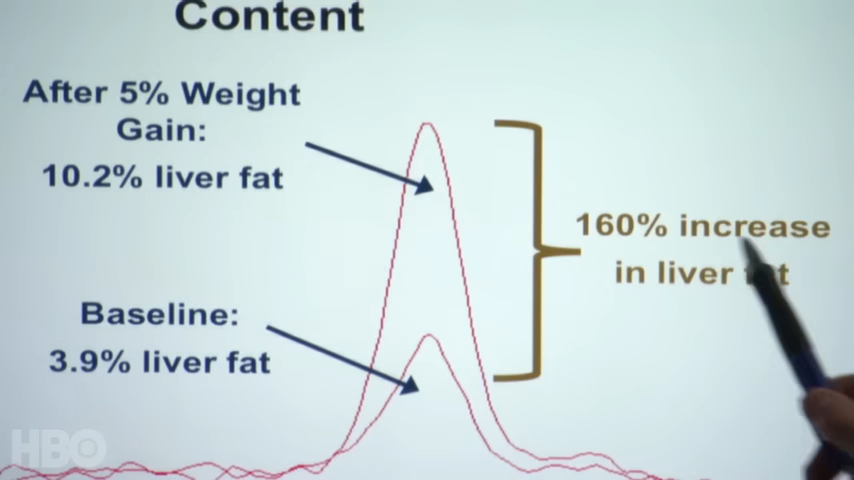 Content
After 5% Weight
Gain:
10.2% liver fat
160% increase
in liver fat
Baseline:
3.9% liver fat
HBO